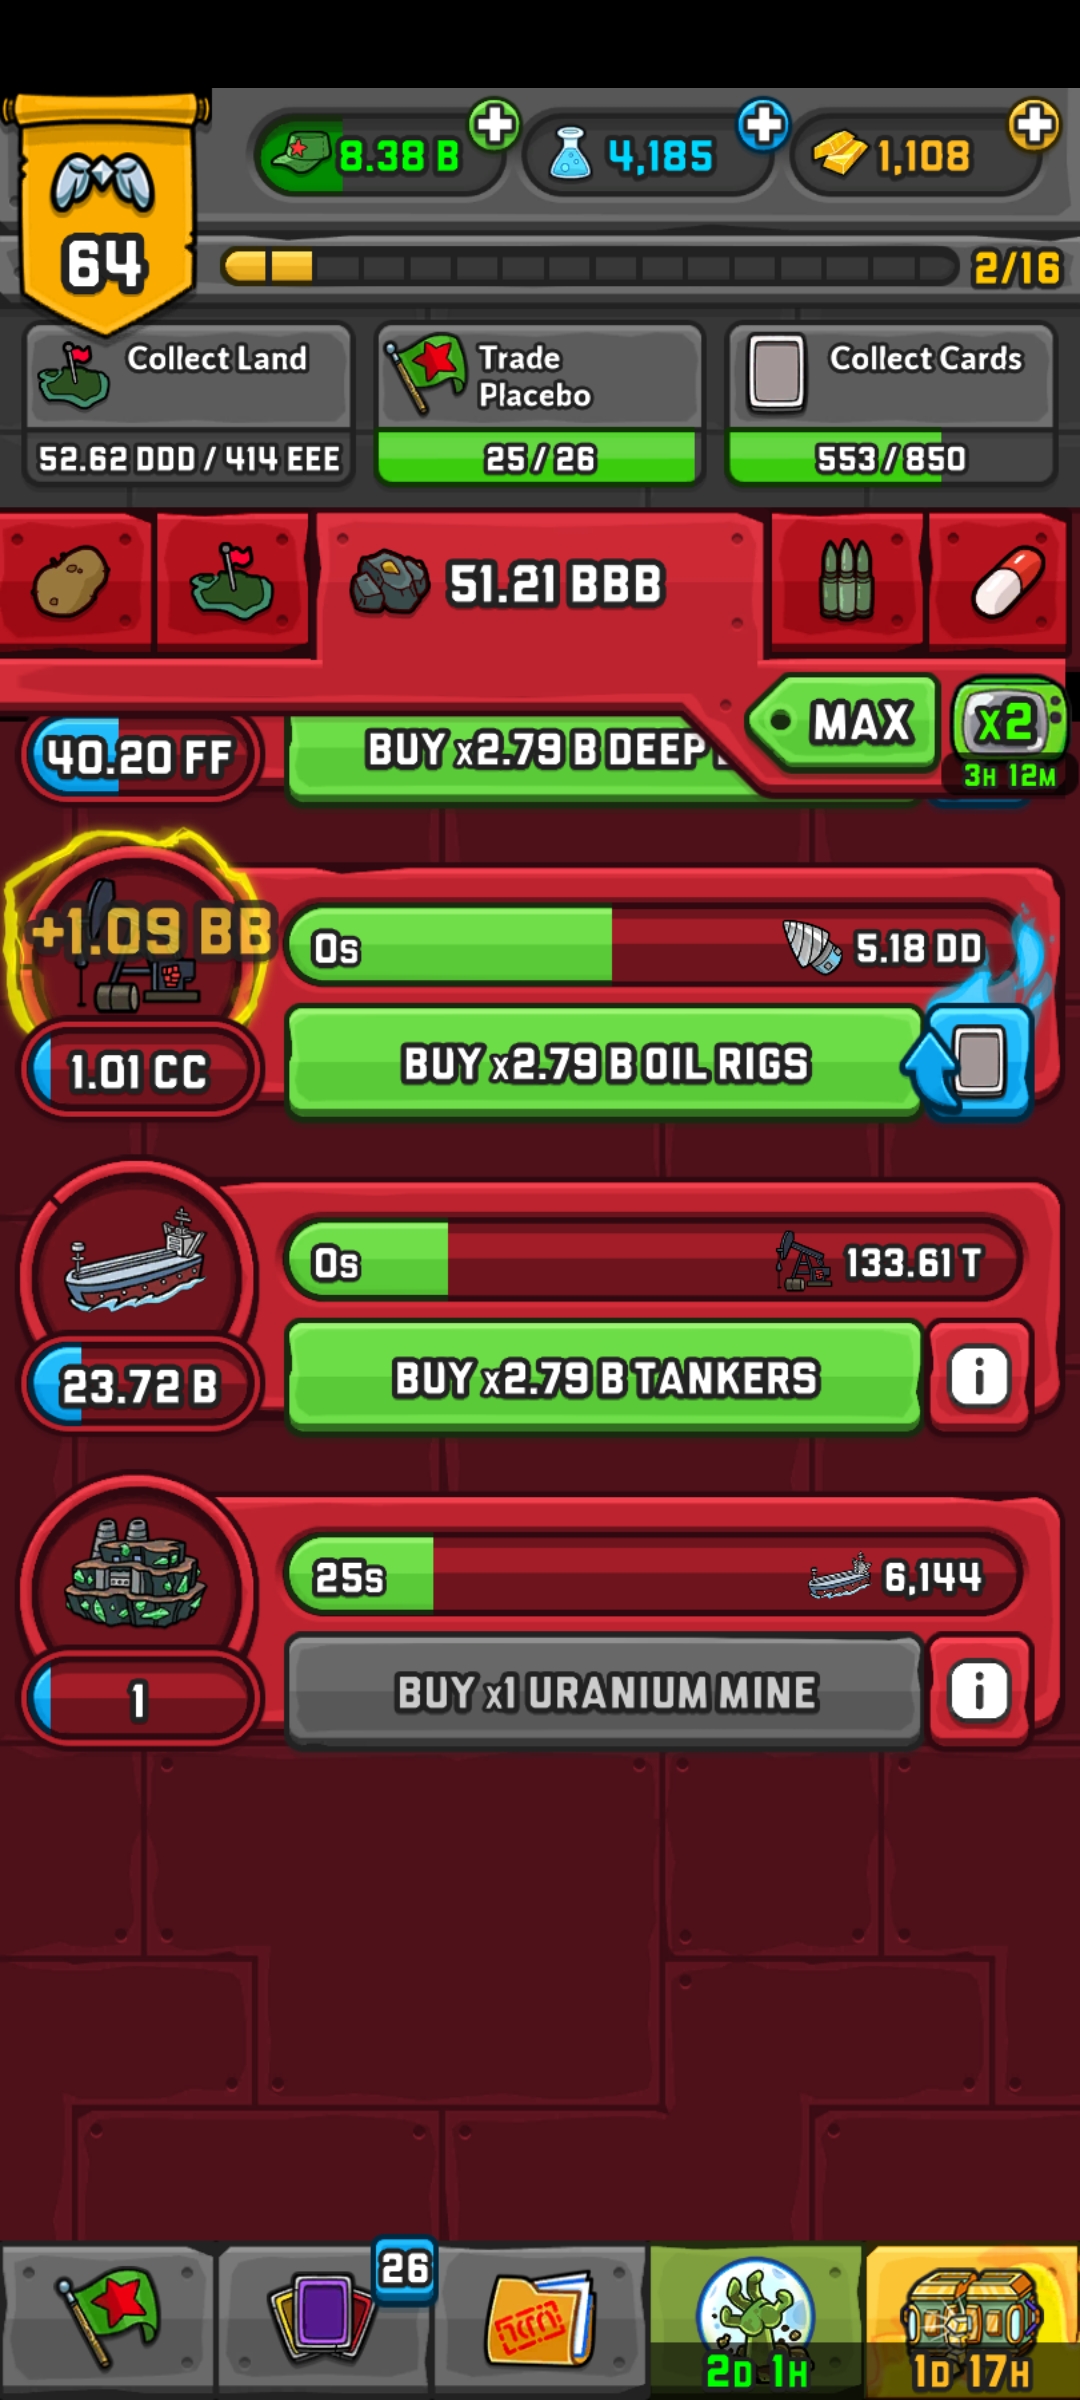 8.38 B
4,185
1,108
64
2/16
Collect Land
52.62 DDD / 414 EEE
Trade
Placebo
25 / 26
Collect Cards
553 / 850
51.21 BBB
MAX
x2
3H 12M
40.20 FF
BUY x2.79 B DEEP
+1.09 BB
0s
5.18 DD
1.01 CC
BUY x2.79 B OIL RIGS
0s
133.61 T
23.72 B
BUY x2.79 B TANKERS
i
25s
6,144
1
BUY x1 URANIUM MINE
i
26
2D 1H
1D 17H